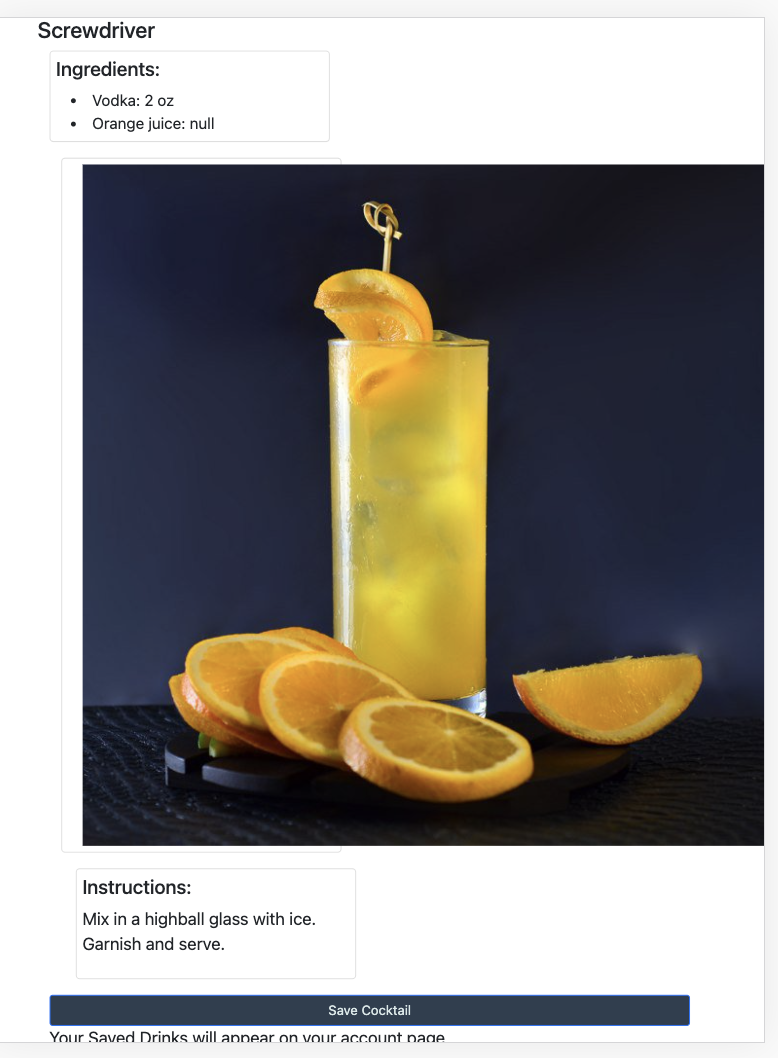 Screwdriver
Ingredients:
Vodka: 2 oz
Orange juice: null
Instructions:
Mix in a highball glass with ice.
Garnish and serve.
Save Cocktail
Your Saved Drinks will appear on your account page